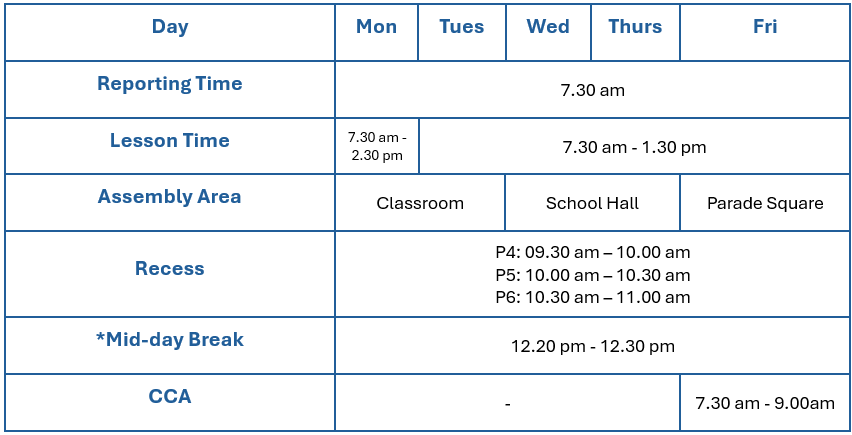 Day Mon Tues Wed Thurs Fri
Reporting Time 7.30 am
Lesson Time 7.30 am - 2.30 pm 7.30 am - 1.30 pm
Assembly Area Classroom School Hall Parade Square
Recess
P4: 09.30 am – 10.00 am
P5: 10.00 am – 10.30 am
P6: 10.30 am – 11.00 am
*Mid-day Break 12.20 pm - 12.30 pm
CCA - 7.30 am - 9.00am